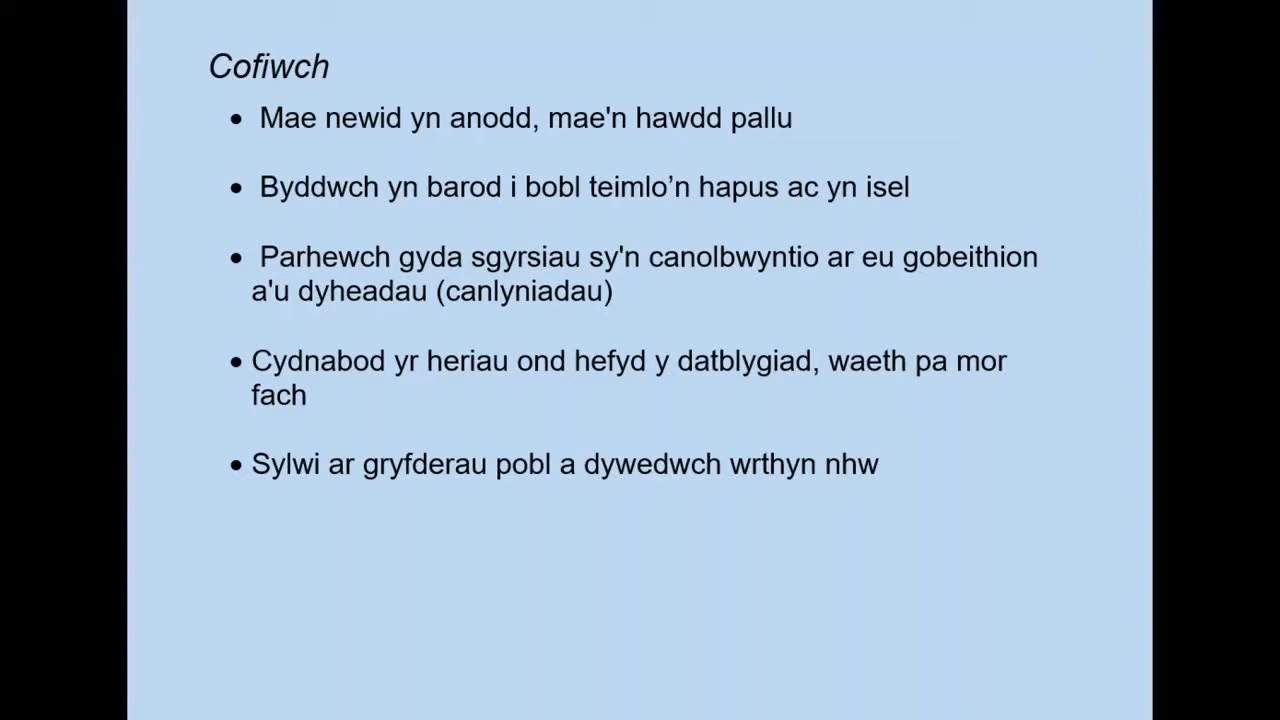 Cofiwch
• Mae newid yn anodd, mae'n hawdd pallu
• Byddwch yn barod i bobl teimlo’n hapus ac yn isel
• Parhewch gyda sgyrsiau sy'n canolbwyntio ar eu gobeithion
a'u dyheadau (canlyniadau)
• Cydnabod yr heriau ond hefyd y datblygiad, waeth pa mor
fach
• Sylwi ar gryfderau pobl a dywedwch wrthyn nhw